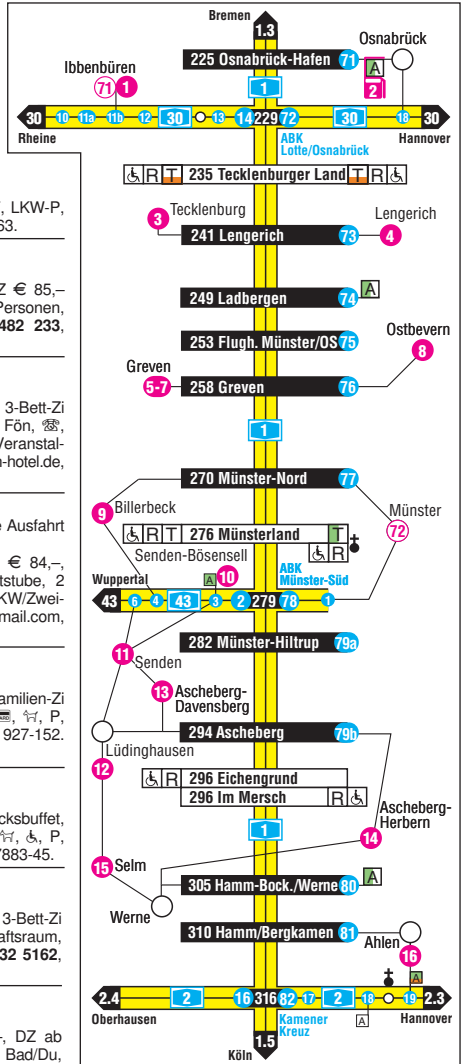 Bremen
1.3
Osnabrück
225 Osnabrück-Hafen 71
A
2
Ibbenbüren
71 1
1
30 10 11a 11b 12 30 13 14 229 72 30 18 30
Rheine
ABK
Lotte/Osnabrück
Hannover
R T 235 Tecklenburger Land T R
, LKW-P,
63.
3 Tecklenburg
Lengerich
241 Lengerich 73
4
Z € 85,–
Personen,
482 233,
249 Ladbergen 74 A
253 Flugh. Münster/OS 75
Ostbevern
8
Greven
5-7
258 Greven 76
3-Bett-Zi
Fön, ☏,
Veranstal-
n-hotel.de,
1
270 Münster-Nord 77
9 Billerbeck
Münster
72
e Ausfahrt
R T 276 Münsterland T
R
Senden-Bösensell
ABK
Münster-Süd
€ 84,–,
tstube, 2
KW/Zwei-
mail.com,
Wuppertal
A 10
43 6 4 43 3 2 279 78 1
282 Münster-Hiltrup 79a
11
Senden
13 Ascheberg-
Davensberg
amilien-Zi
P,
927-152.
294 Ascheberg 79b
Lüdinghausen
12
R 296 Eichengrund
296 Im Mersch R
Ascheberg-
Herbern
14
cksbuffet,
P,
7883-45.
1
15 Selm
305 Hamm-Bock./Werne 80 A
Werne
3-Bett-Zi
aftsraum,
32 5162,
310 Hamm/Bergkamen 81
Ahlen
16
A
2.4 2 16 316 82 17 2 18 19 2.3
Oberhausen
Kamener
Kreuz
A
Hannover
–, DZ ab
Bad/Du,
1.5
Köln